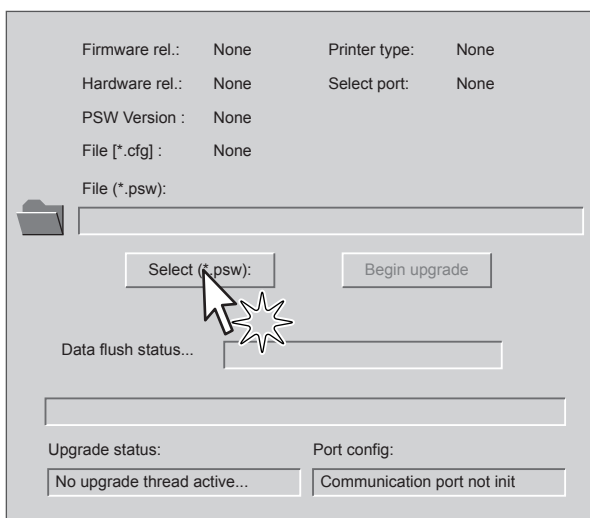 Firmware rel.: None Printer type: None
Hardware rel.: None Select port: None
PSW Version : None
File [*.cfg] : None
File (*.psw):
Select (*.psw): Begin upgrade
Data flush status...
Upgrade status: Port config:
No upgrade thread active... Communication port not init